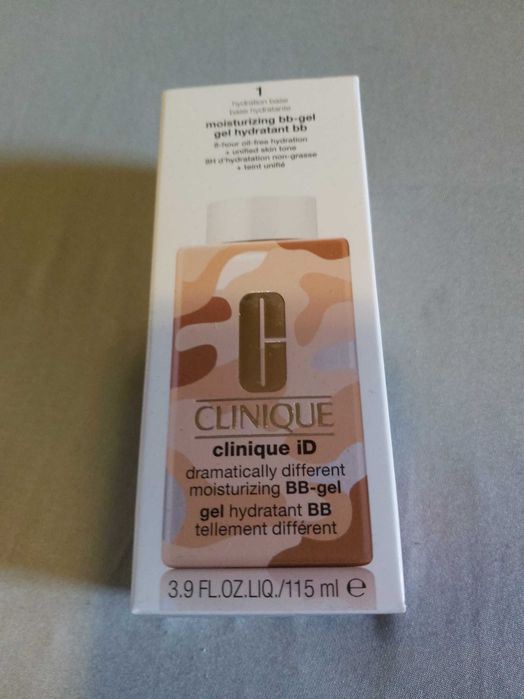 1
hydration base
base hydratante
moisturizing bb-gel
gel hydratant bb
8-hour oil-free hydration
+ unified skin tone
8H d'hydratation non-grasse
+ teint unifié
C
CLINIQUE
clinique iD
dramatically different
moisturizing BB-gel
gel hydratant BB
tellement différent
3.9 FL.OZ.LIQ./115 ml ℮